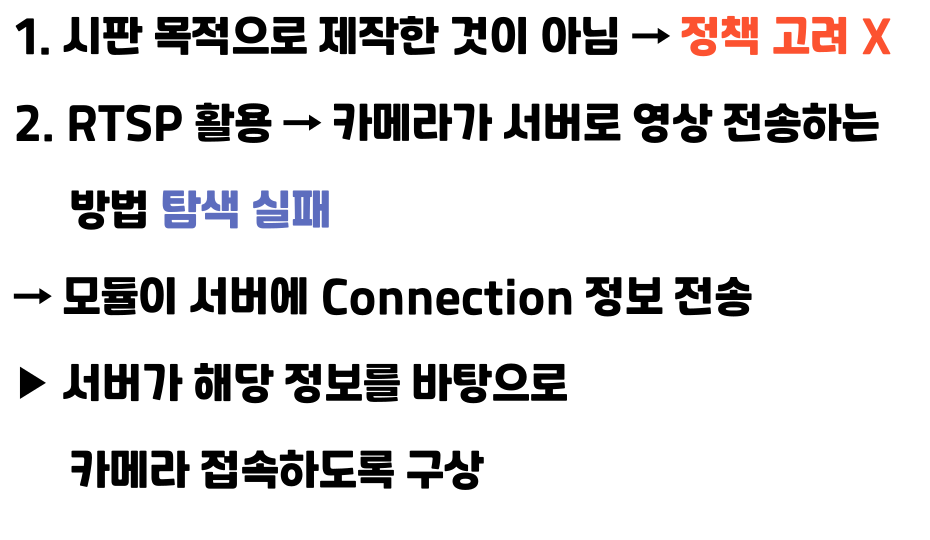 1. 시판 목적으로 제작한 것이 아님 → 정책 고려 X
2. RTSP 활용 → 카메라가 서버로 영상 전송하는
방법 탐색 실패
→ 모듈이 서버에 Connection 정보 전송
▶ 서버가 해당 정보를 바탕으로
카메라 접속하도록 구상